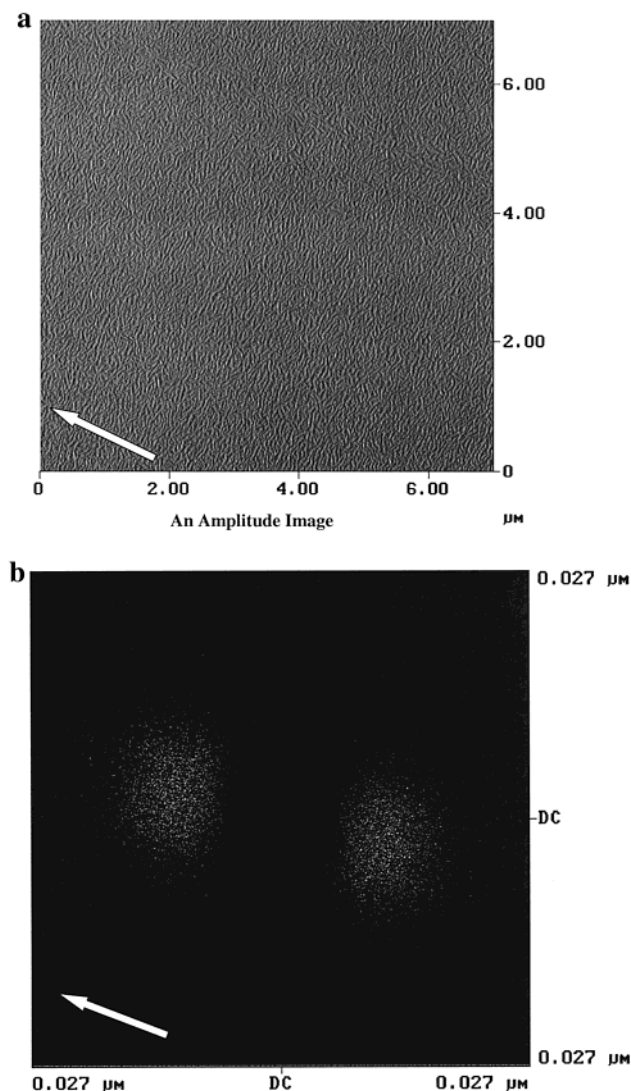 a
6.00
4.00
2.00
0
0 2.00 4.00 6.00
An Amplitude Image
µM
b
0.027 µM
DC
0.027 µM
0.027 µM DC 0.027 µM